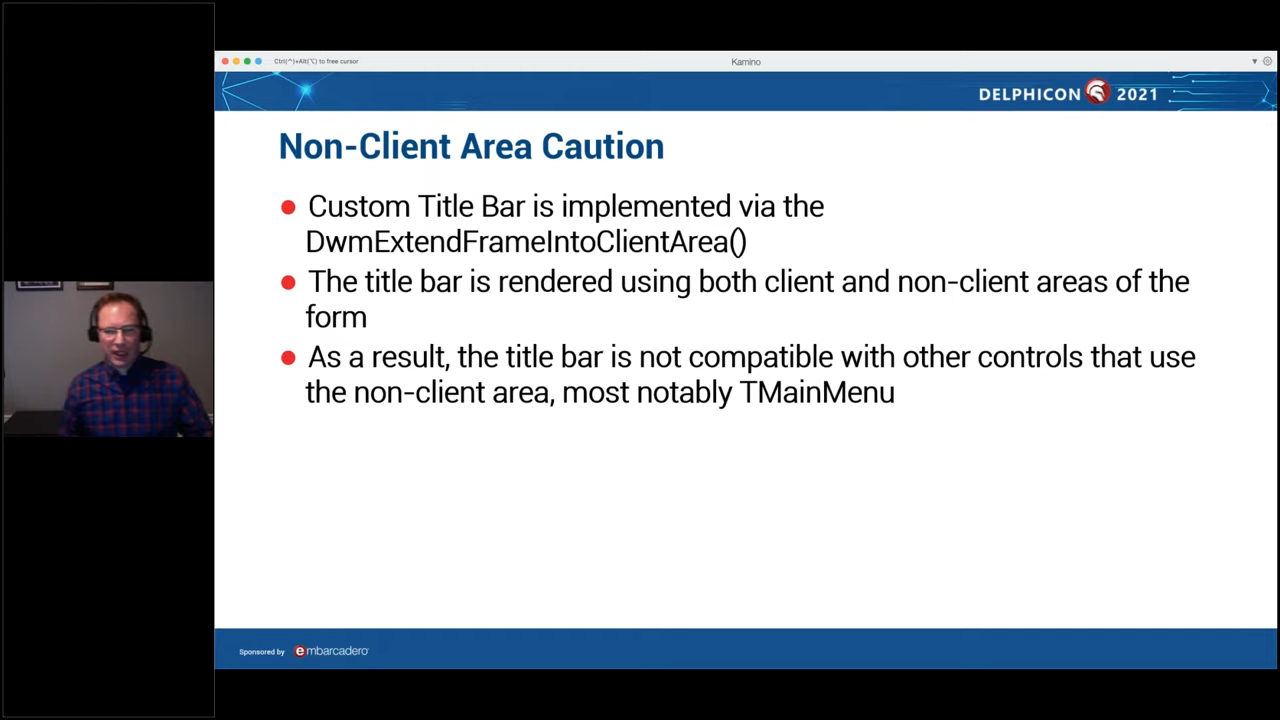 Ctrl(^)+Alt(⌥) to free cursor
Kamino
DELPHICON 2021
Non-Client Area Caution
Custom Title Bar is implemented via the
DwmExtendFrameIntoClientArea()
The title bar is rendered using both client and non-client areas of the
form
As a result, the title bar is not compatible with other controls that use
the non-client area, most notably TMainMenu
Sponsored by embarcadero